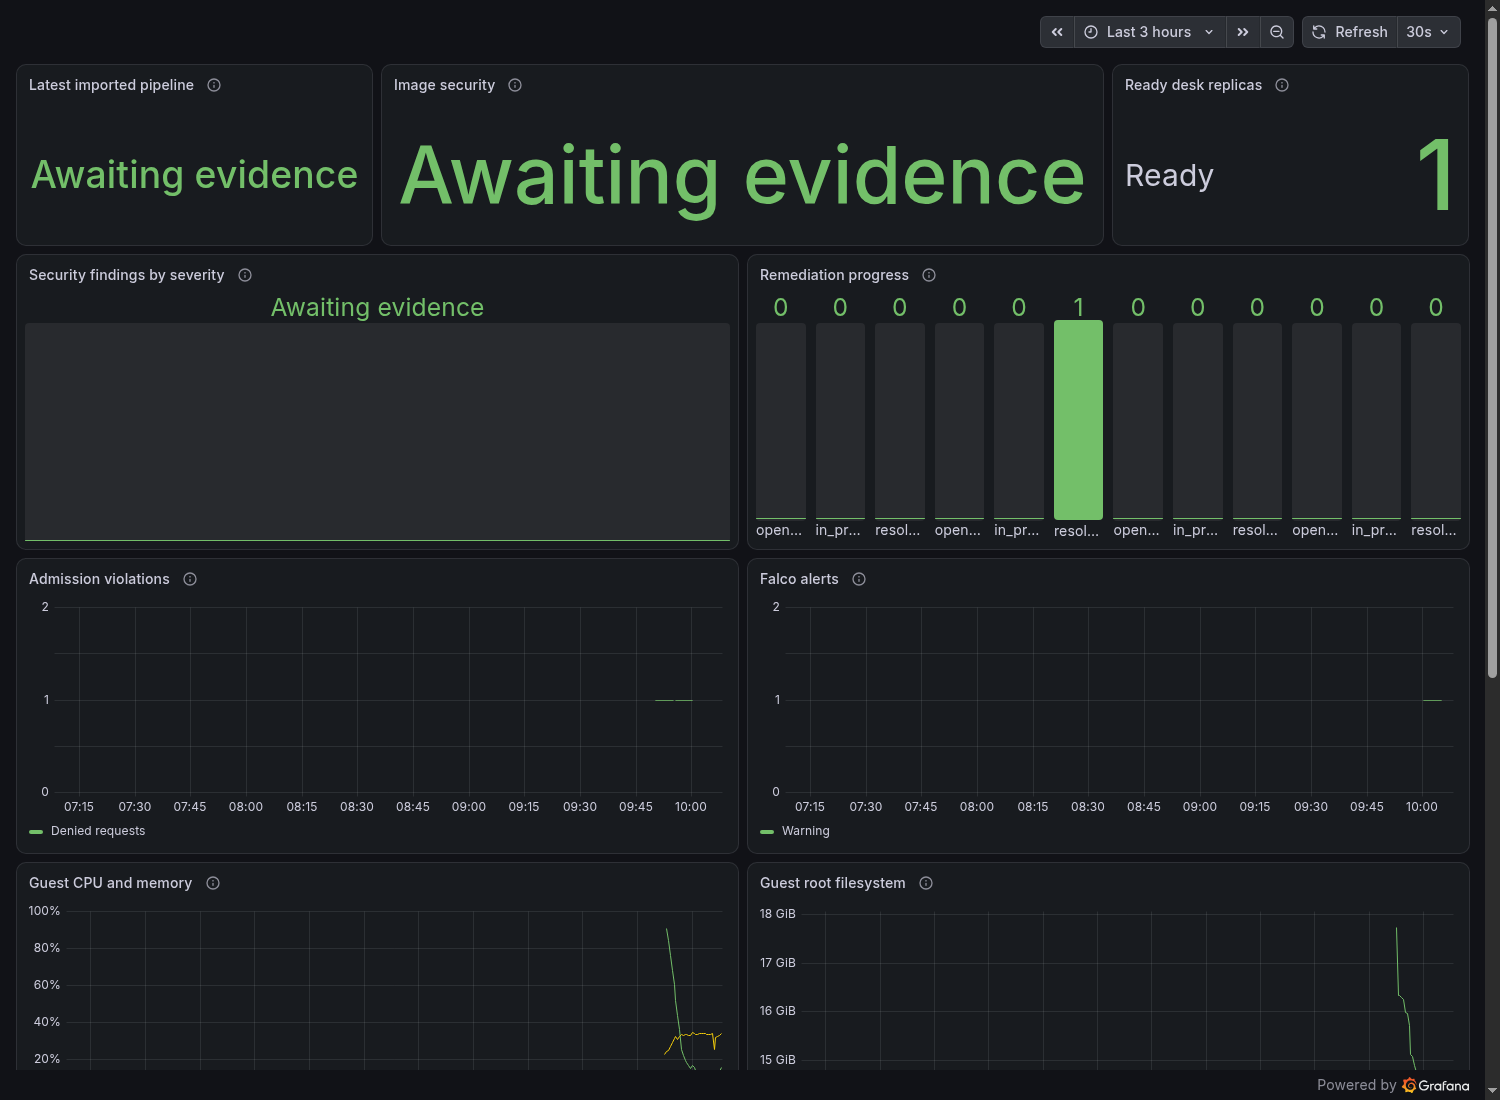 Last 3 hours
Refresh
30s
Latest imported pipeline
Awaiting evidence
Image security
Awaiting evidence
Ready desk replicas
Ready
1
Security findings by severity
Awaiting evidence
Remediation progress
0 0 0 0 0 1 0 0 0 0 0 0
open... in_pr... resol... open... in_pr... resol... open... in_pr... resol... open... in_pr... resol...
Admission violations
2
1
0
07:15 07:30 07:45 08:00 08:15 08:30 08:45 09:00 09:15 09:30 09:45 10:00
Denied requests
Falco alerts
2
1
0
07:15 07:30 07:45 08:00 08:15 08:30 08:45 09:00 09:15 09:30 09:45 10:00
Warning
Guest CPU and memory
100%
80%
60%
40%
20%
Guest root filesystem
18 GiB
17 GiB
16 GiB
15 GiB
Powered by Grafana